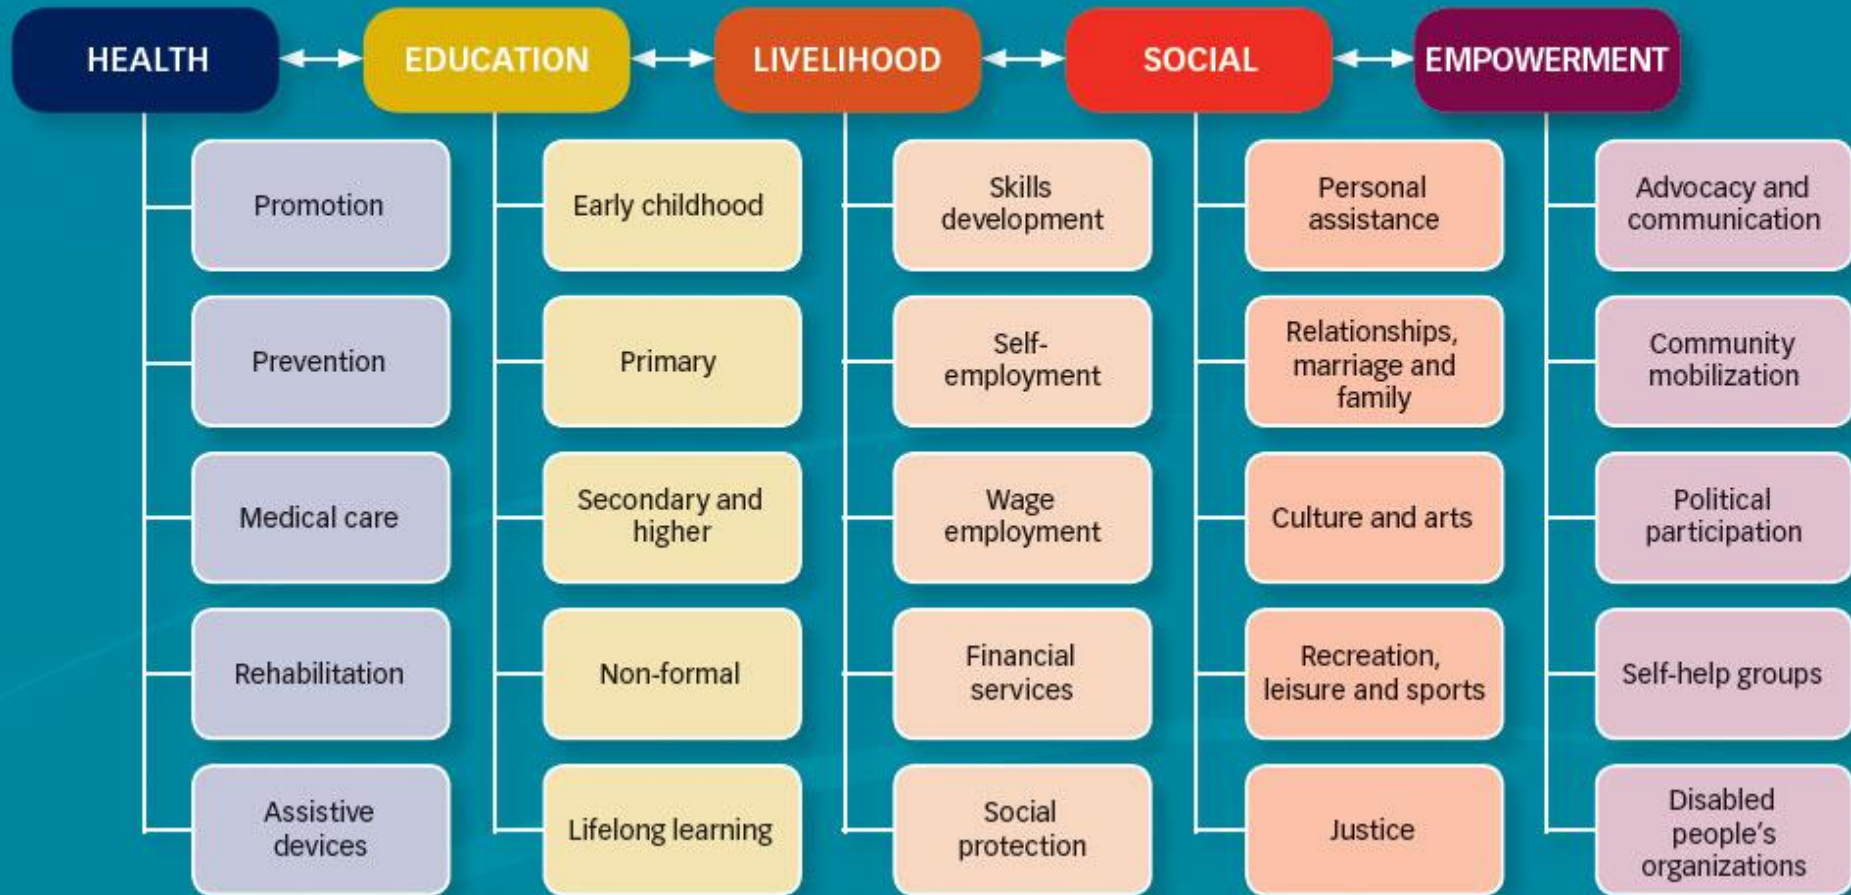 HEALTH
EDUCATION
LIVELIHOOD
SOCIAL
EMPOWERMENT
Promotion
Prevention
Medical care
Rehabilitation
Assistive
devices
Early childhood
Primary
Secondary and
higher
Non-formal
Lifelong learning
Skills
development
Self-
employment
Wage
employment
Financial
services
Social
protection
Personal
assistance
Relationships,
marriage and
family
Culture and arts
Recreation,
leisure and sports
Justice
Advocacy and
communication
Community
mobilization
Political
participation
Self-help groups
Disabled
people’s
organizations